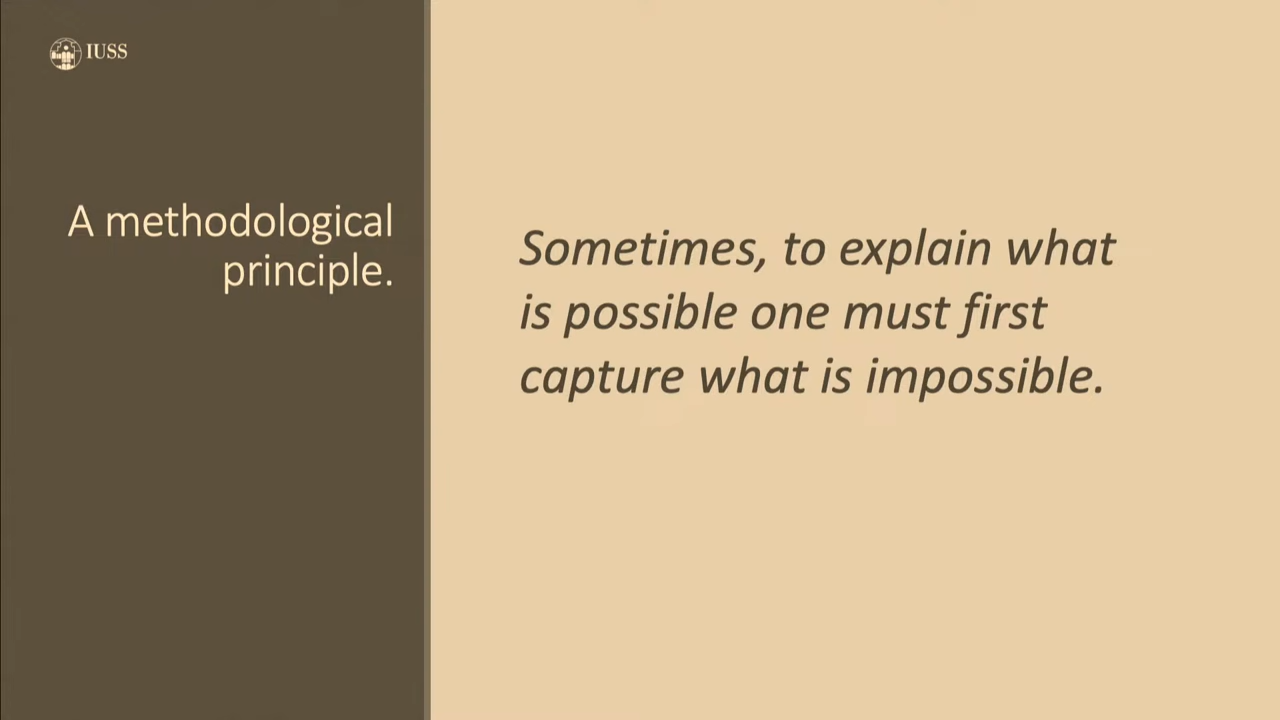 IUSS
A methodological
principle.
Sometimes, to explain what
is possible one must first
capture what is impossible.